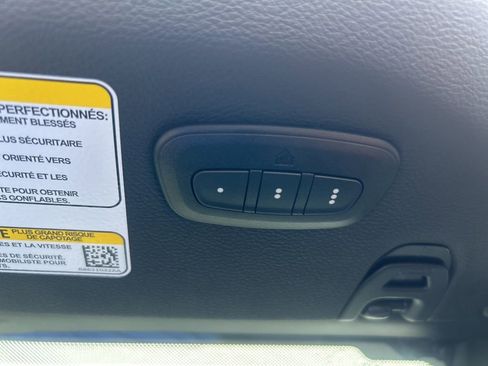 PERFECTIONNÉS:
MENT BLESSÉS
LUS SÉCURITAIRE
ORIENTÉ VERS
ÉCURITÉ ET LES
TE POUR OBTENIR
S GONFLABLES.
E PLUS GRAND RISQUE
DE CAPOTAGE
ES ET LA VITESSE
DE SÉCURITÉ.
MOBILISTE POUR
TS.